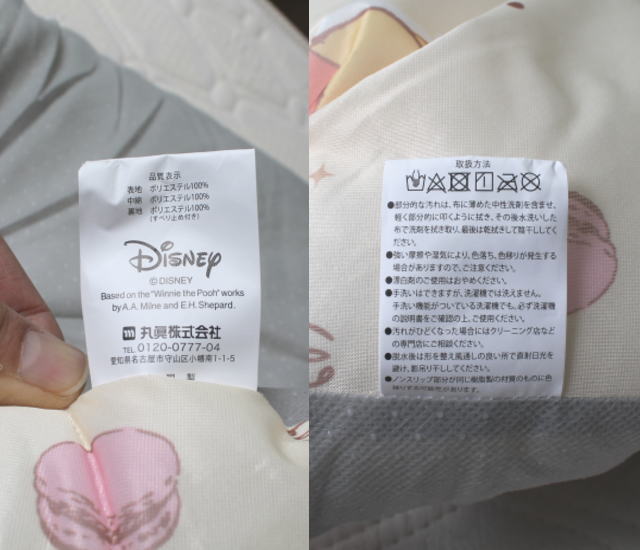 品質表示
表地 ポリエステル100%
中綿 ポリエステル100%
裏地 ポリエステル100%
(すべり止め付き)
Disney
© DISNEY
Based on the "Winnie the Pooh" works
by A.A. Milne and E.H. Shepard.
丸眞株式会社
TEL. 0120-0777-04
愛知県名古屋市守山区小幡南1-1-5
取扱方法
●部分的な汚れは、布に薄めた中性洗剤を含ませ、
軽く部分的に叩くように拭き、その後水洗いした
布で洗剤を拭き取り、最後は乾拭きして陰干してく
ださい。
●強い摩擦や湿気により、色落ち、色移りが発生する
場合がありますので、ご注意ください。
●漂白剤のご使用はおやめください。
●手洗いはできますが、洗濯機では洗えません。
手洗い機能がついている洗濯機でも、必ず洗濯機
の説明書をご確認の上、ご使用ください。
●汚れがひどくなった場合にはクリーニング店など
の専門店にご相談ください。
●脱水後は形を整え風通しの良い所で直射日光を
避け、影吊り干ししてください。
●ノンスリップ部分が同じ樹脂製の材質のものに色